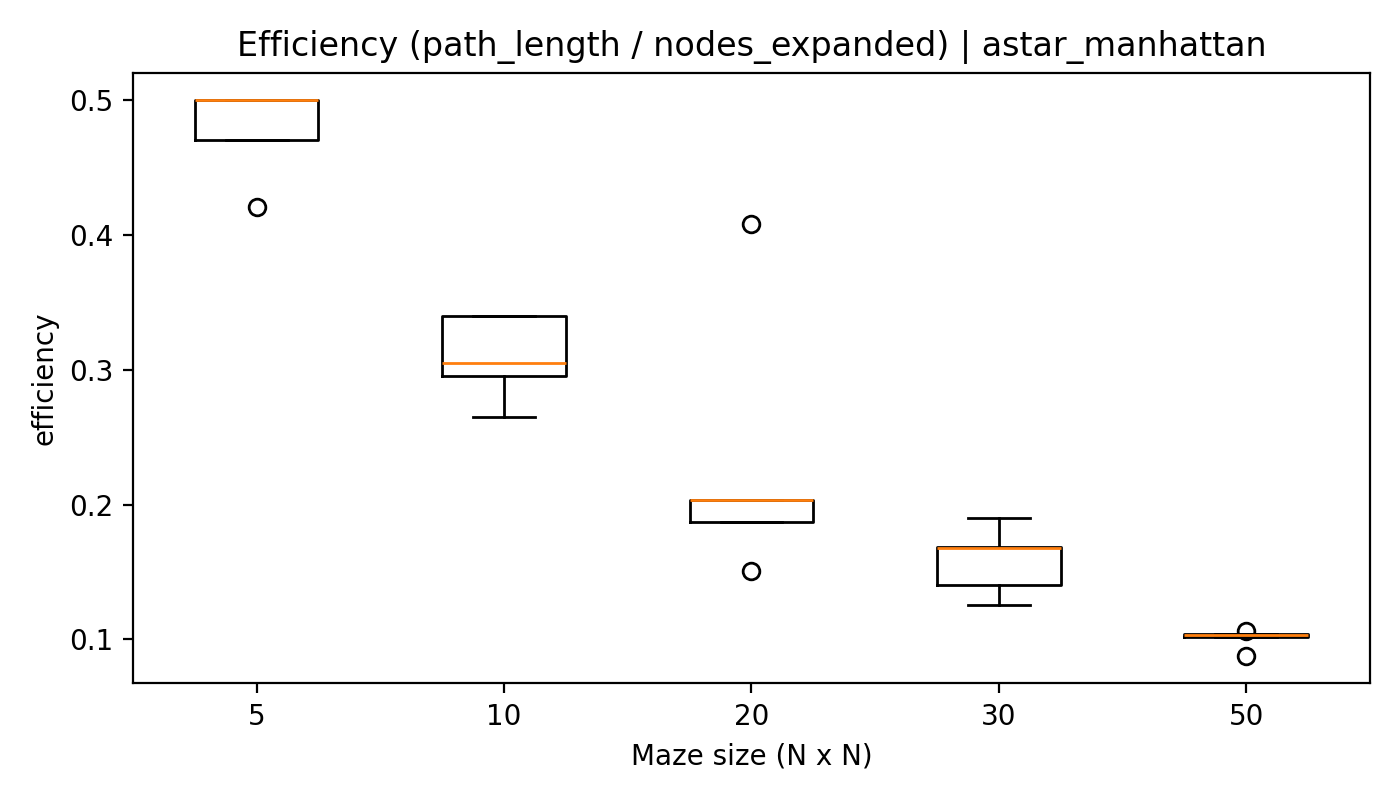 Efficiency (path_length / nodes_expanded) | astar_manhattan
0.5
0.4
0.3
0.2
0.1
efficiency
5 10 20 30 50
Maze size (N x N)